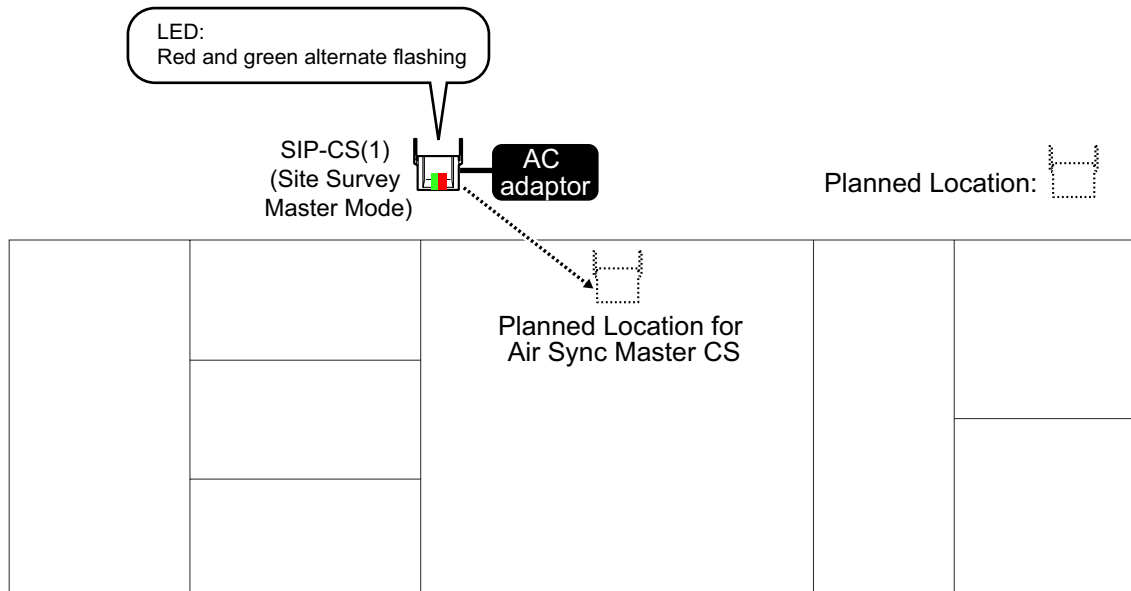 LED:
Red and green alternate flashing
SIP-CS(1)
(Site Survey
Master Mode)
AC
adaptor
Planned Location:
Planned Location for
Air Sync Master CS